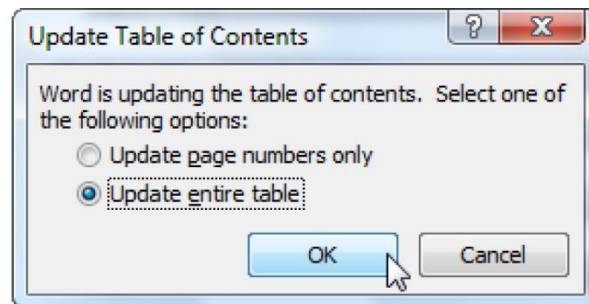 Update Table of Contents
?
X
Word is updating the table of contents. Select one of
the following options:
Update page numbers only
Update entire table
OK
Cancel